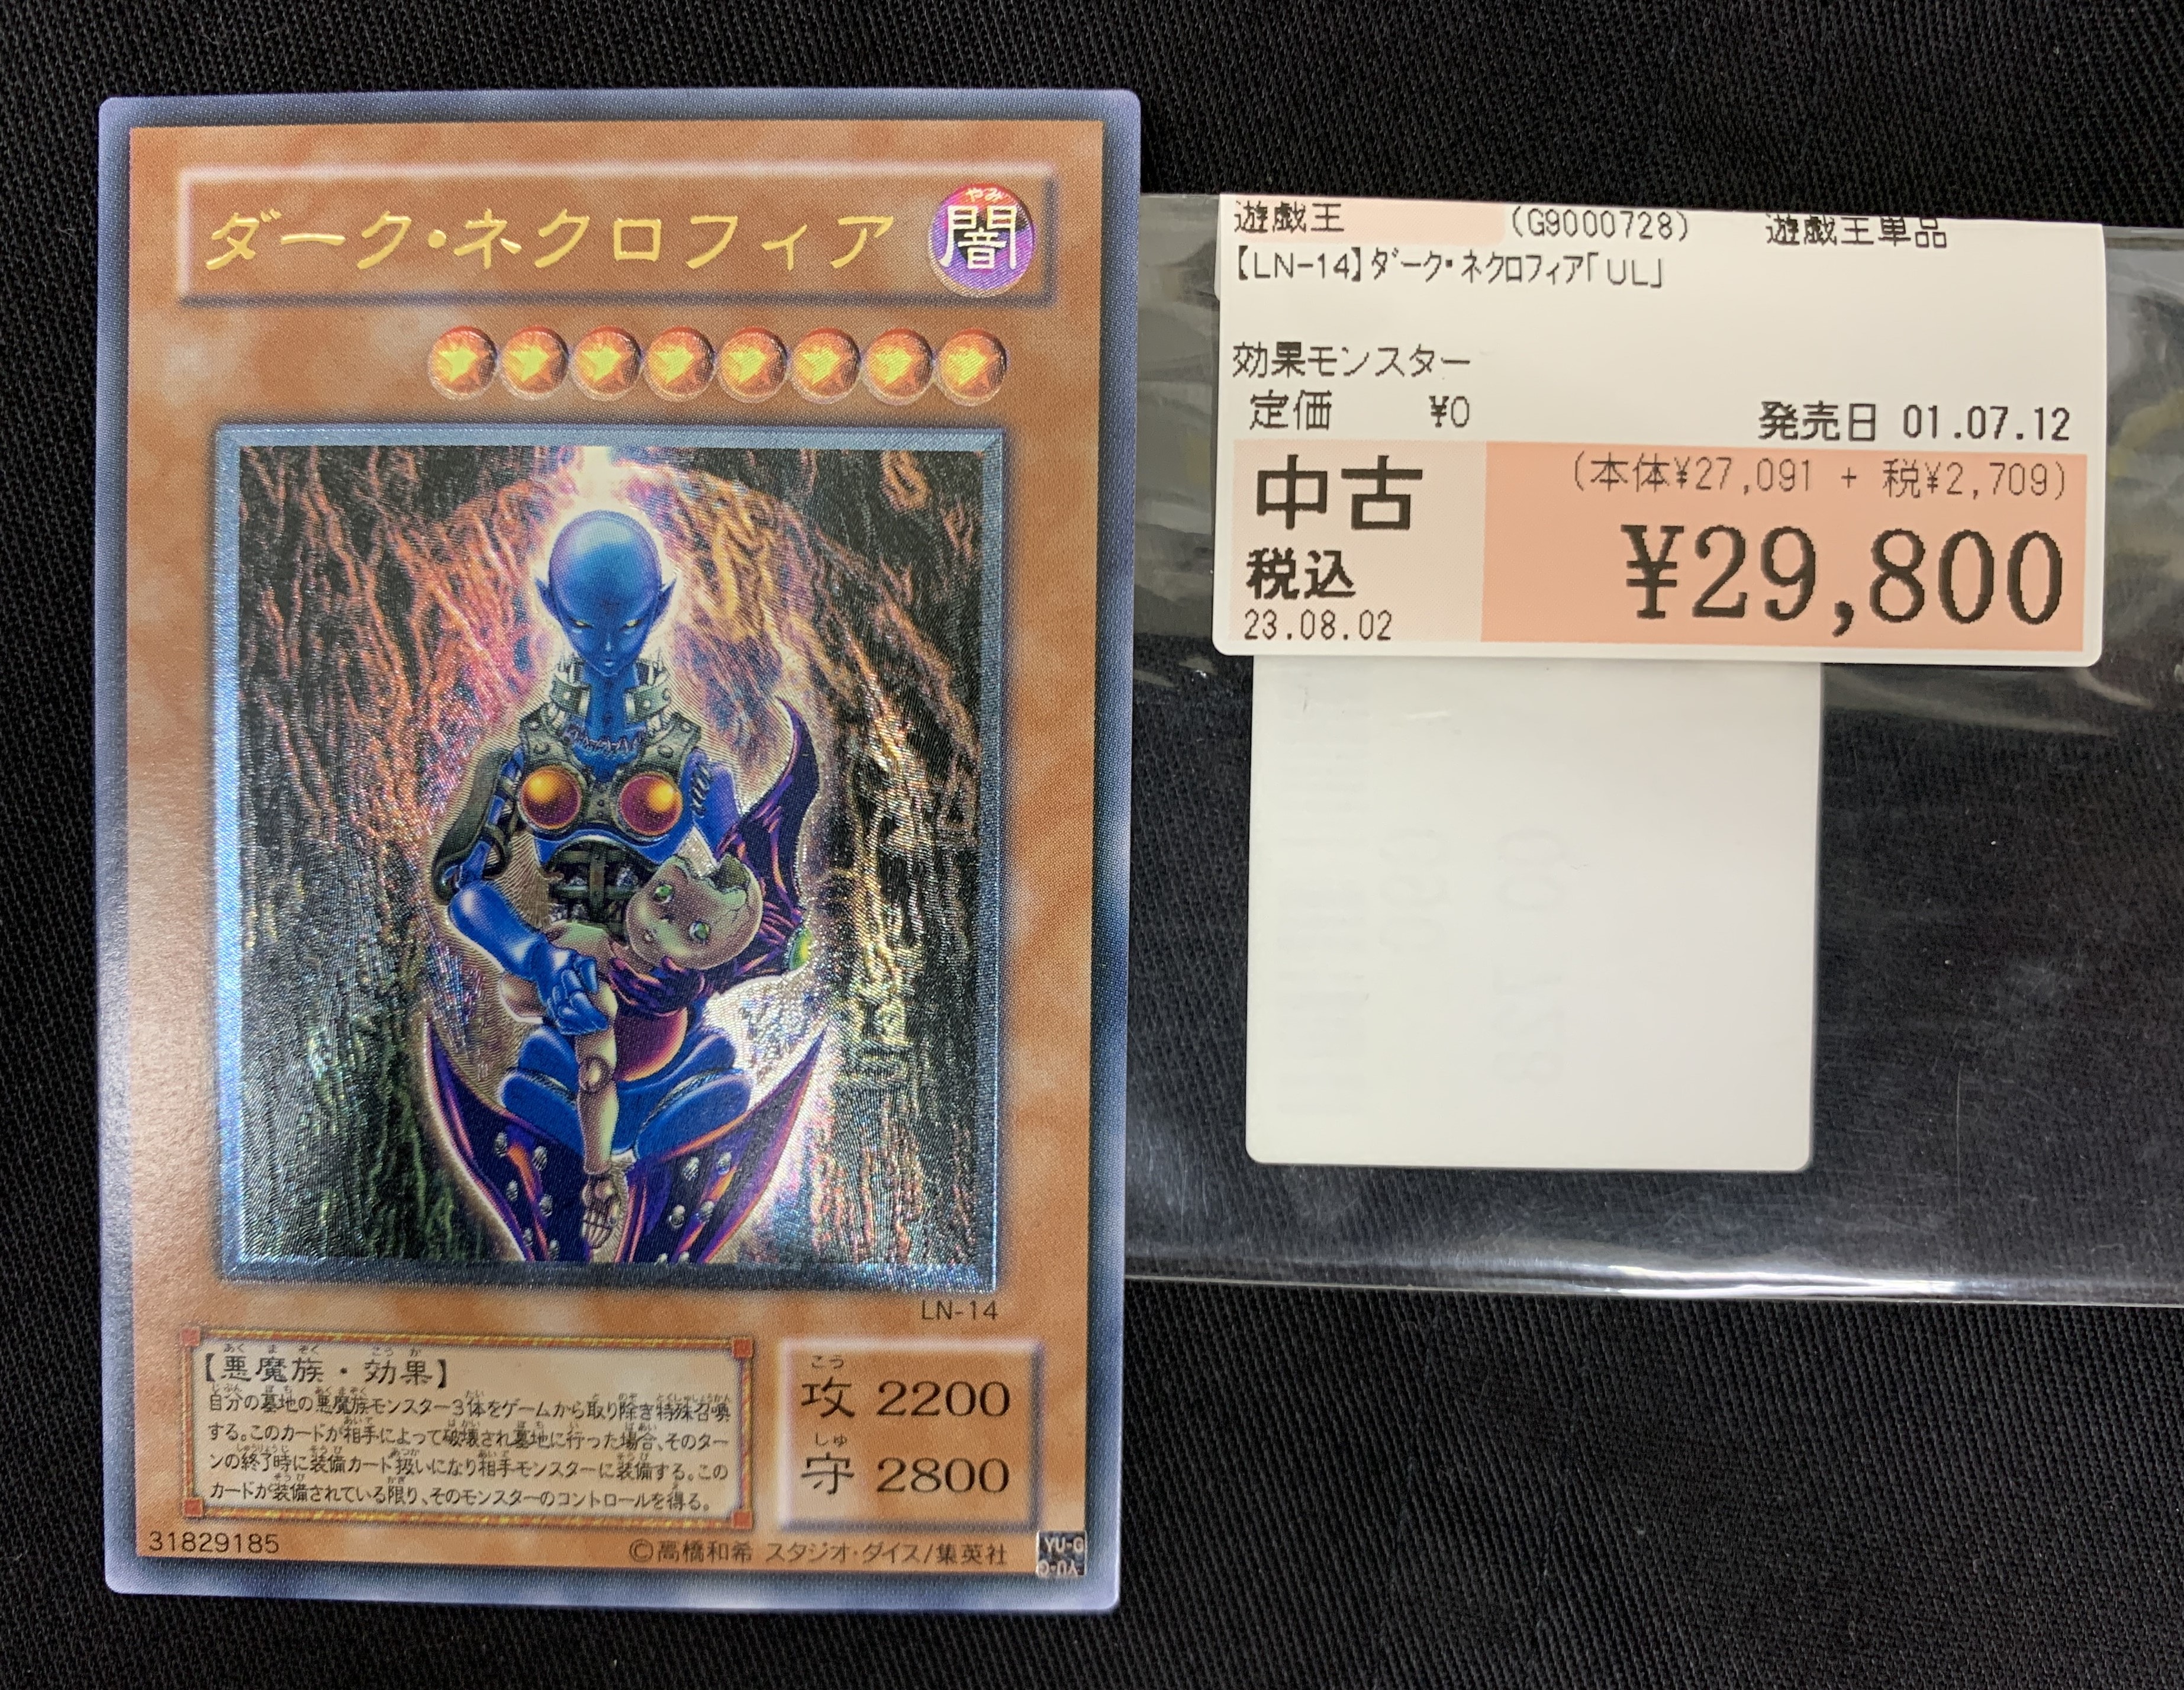 ダーク・ネクロフィア
やみ
闇
LN-14
【悪魔族・効果】
自分の墓地の悪魔族モンスター3体をゲームから取り除き特殊召喚
する。このカードが相手によって破壊され墓地に行った場合、そのター
ンの終了時に装備カード扱いになり相手モンスターに装備する。この
カードが装備されている限り、そのモンスターのコントロールを得る。
こう
攻 2200
しゅ
守 2800
31829185
©高橋和希 スタジオ・ダイス/集英社
YU-G
遊戯王 (G9000728) 遊戯王単品
【LN-14】ダーク・ネクロフィア「UL」
効果モンスター
定価 ¥0
発売日 01.07.12
中古
(本体¥27,091 + 税¥2,709)
税込
¥29,800
23.08.02